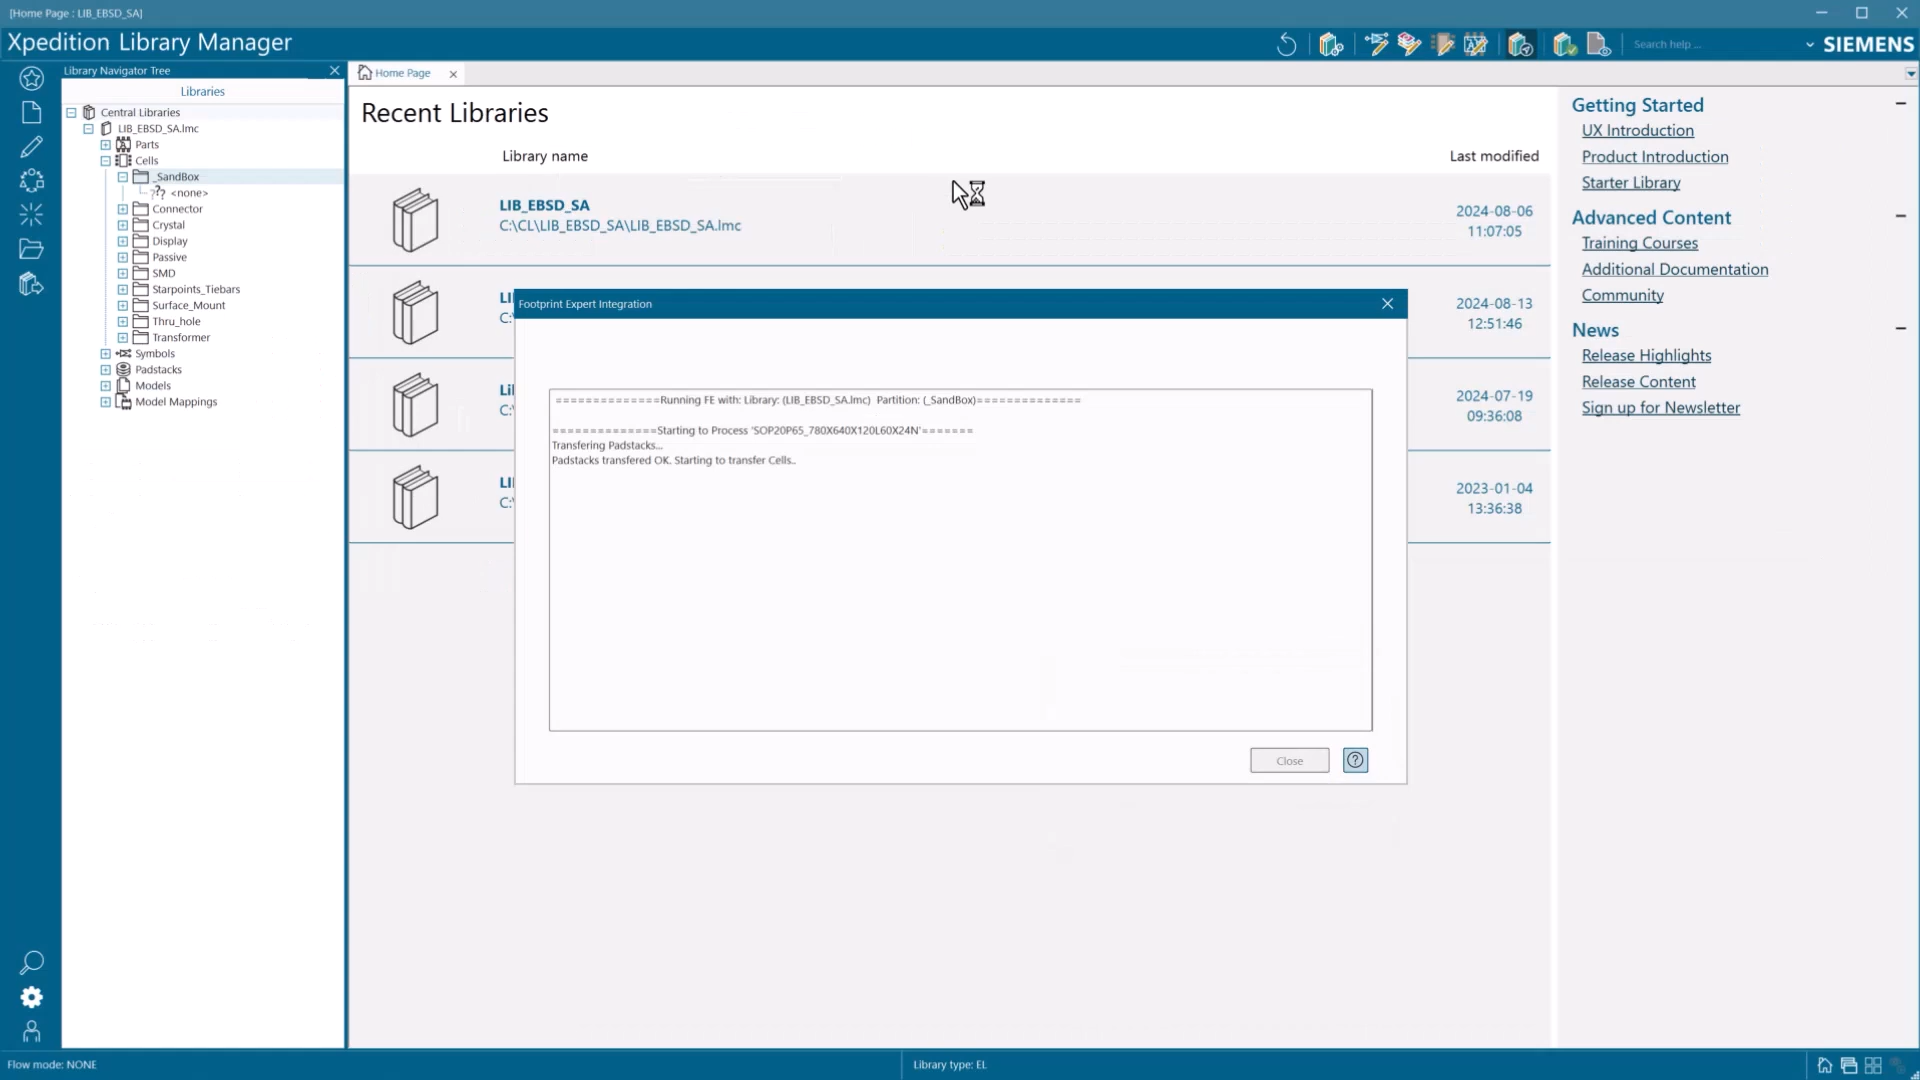 [Home Page : LIB_EBSD_SA]
Xpedition Library Manager
Search help ...
SIEMENS
Library Navigator Tree
Libraries
Central Libraries
LIB_EBSD_SA.lmc
Parts
Cells
_SandBox
<none>
Connector
Crystal
Display
Passive
SMD
Starpoints_Tiebars
Surface_Mount
Thru_hole
Transformer
Symbols
Padstacks
Models
Model Mappings
Home Page
Recent Libraries
Library name
Last modified
LIB_EBSD_SA
C:\CL\LIB_EBSD_SA\LIB_EBSD_SA.lmc
2024-08-06
11:07:05
LI
C:\
2024-08-13
12:51:46
Lil
C:\
2024-07-19
09:36:08
LI
C:\
2023-01-04
13:36:38
Footprint Expert Integration
==============Running FE with: Library: (LIB_EBSD_SA.lmc)  Partition: (_SandBox)==============
==============Starting to Process 'SOP20P65_780X640X120L60X24N'=======
Transfering Padstacks...
Padstacks transfered OK. Starting to transfer Cells..
Close
Getting Started
UX Introduction
Product Introduction
Starter Library
Advanced Content
Training Courses
Additional Documentation
Community
News
Release Highlights
Release Content
Sign up for Newsletter
Flow mode: NONE
Library type: EL